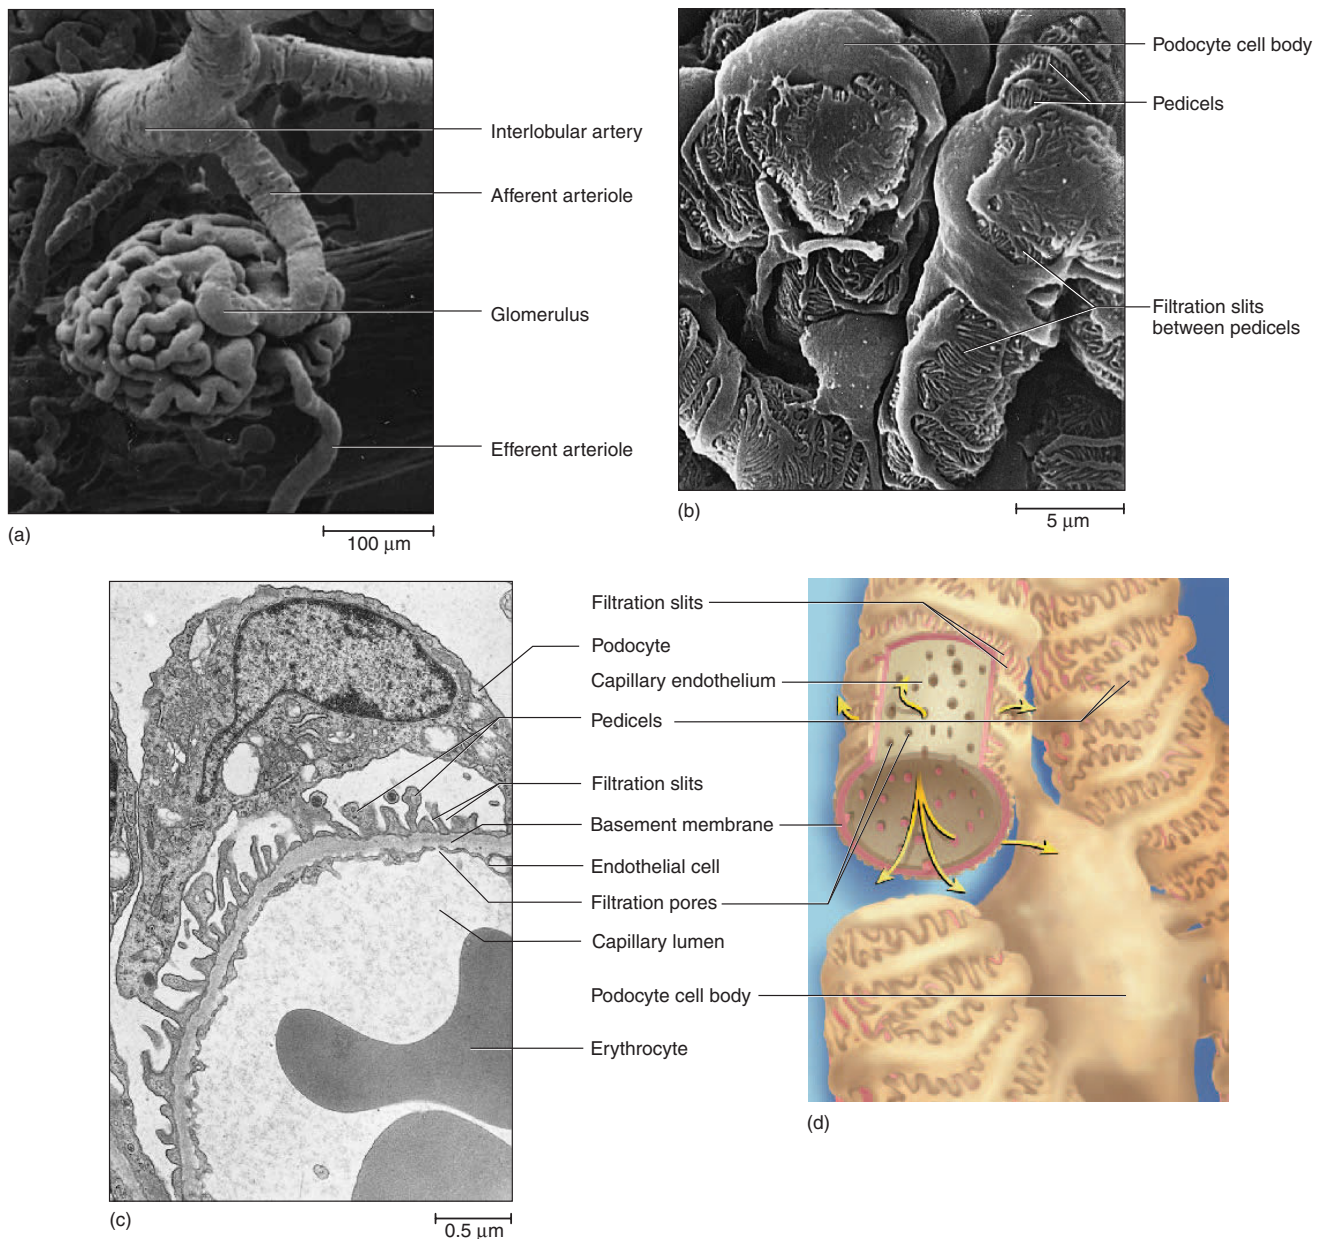 Interlobular artery
Afferent arteriole
Glomerulus
Efferent arteriole
(a)
100 μm
Podocyte cell body
Pedicels
Filtration slits
between pedicels
(b)
5 μm
Filtration slits
Podocyte
Capillary endothelium
Pedicels
Filtration slits
Basement membrane
Endothelial cell
Filtration pores
Capillary lumen
Podocyte cell body
Erythrocyte
(c)
0.5 μm
(d)